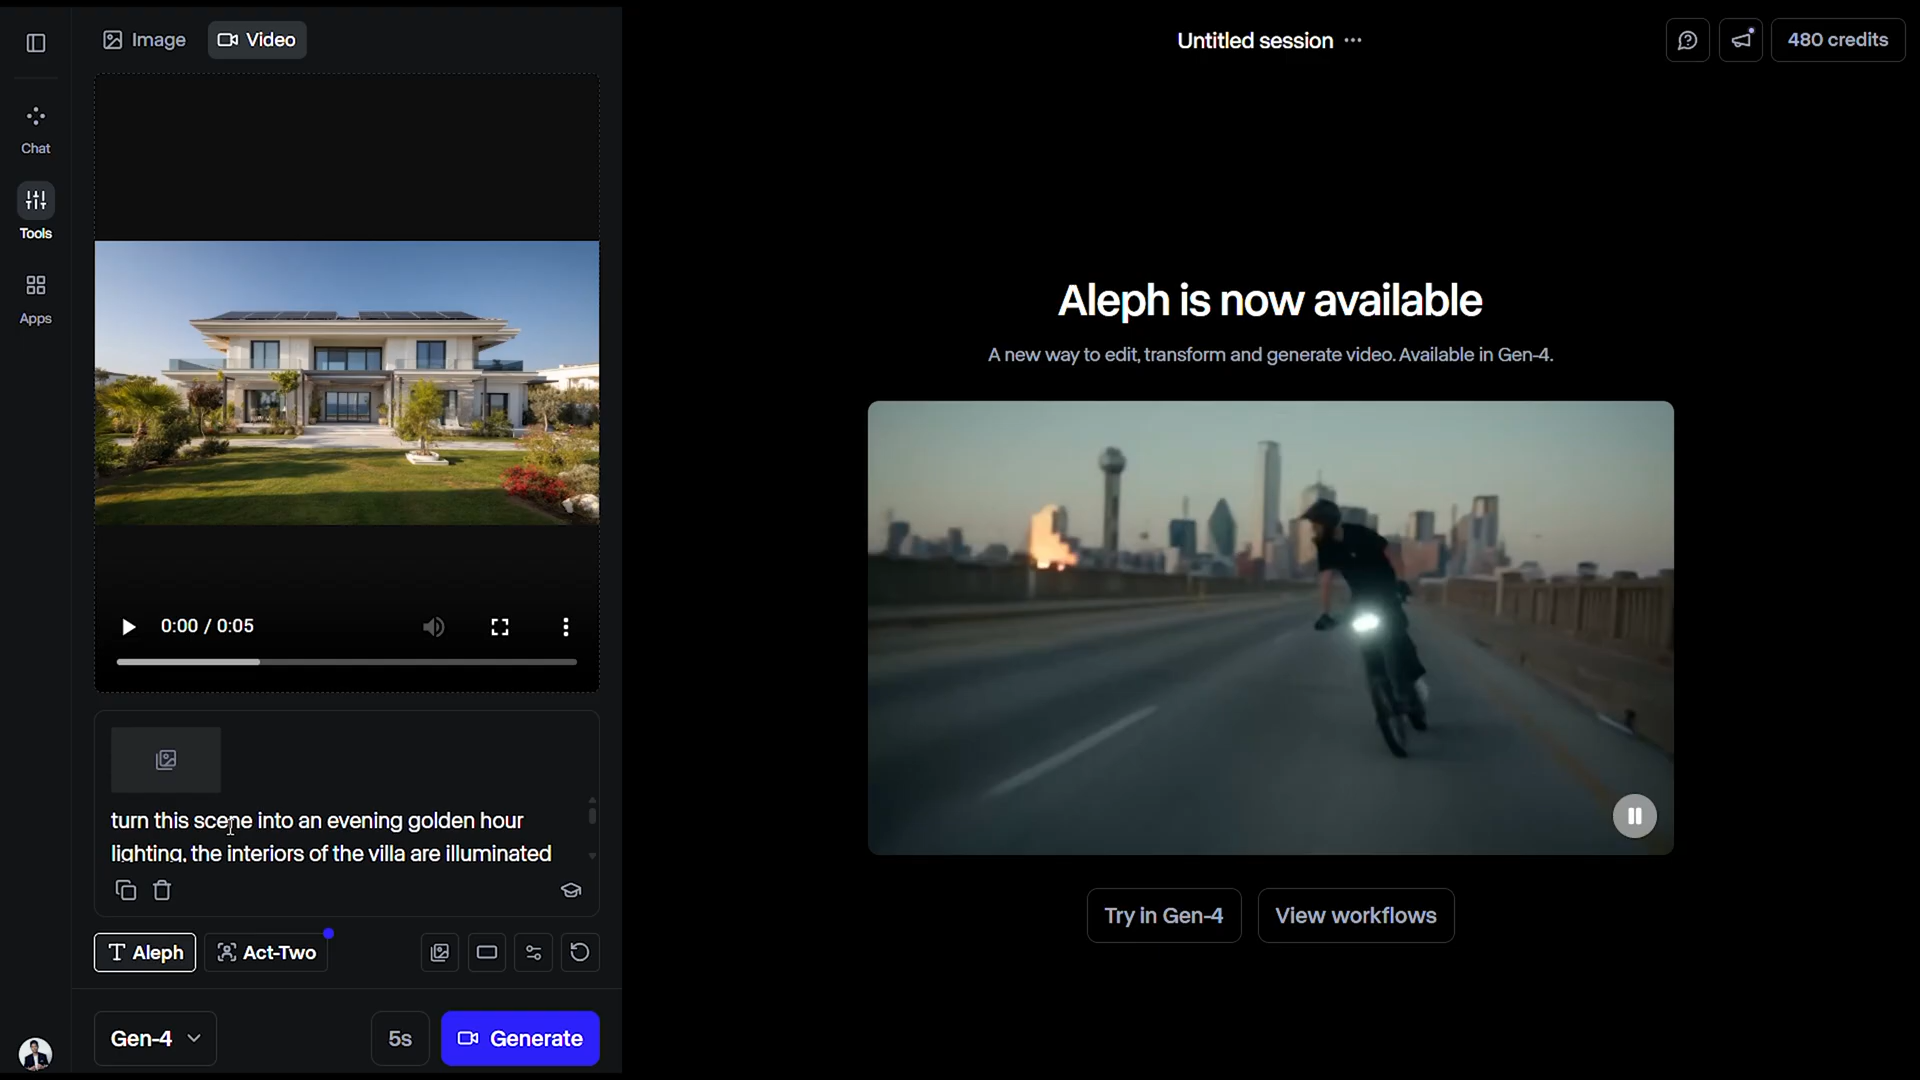 Image
Video
Untitled session
480 credits
Chat
Tools
Apps
0:00 / 0:05
turn this scene into an evening golden hour
lighting, the interiors of the villa are illuminated
Aleph
Act-Two
Gen-4
5s
Generate
Aleph is now available
A new way to edit, transform and generate video. Available in Gen-4.
Try in Gen-4
View workflows